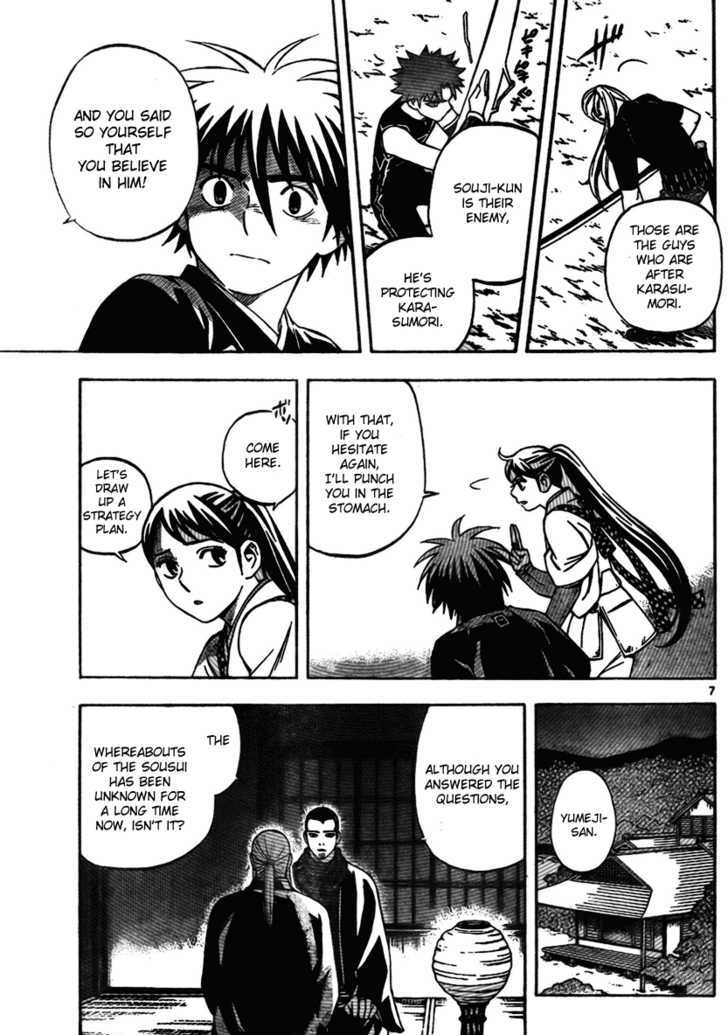 THOSE ARE
THE GUYS
WHO ARE
AFTER
KARASU-
MORI.
SOUJI-KUN
IS THEIR
ENEMY,
HE'S
PROTECTING
KARA-
SUMORI.
AND YOU SAID
SO YOURSELF
THAT
YOU BELIEVE
IN HIM!
WITH THAT,
IF YOU
HESITATE
AGAIN,
I'LL PUNCH
YOU IN THE
STOMACH.
COME
HERE.
LET'S
DRAW
UP A
STRATEGY
PLAN.
7
YUMEJI-
SAN.
ALTHOUGH YOU
ANSWERED THE
QUESTIONS,
THE
WHEREABOUTS
OF THE SOUSUI
HAS BEEN
UNKNOWN FOR
A LONG TIME
NOW, ISN'T IT?